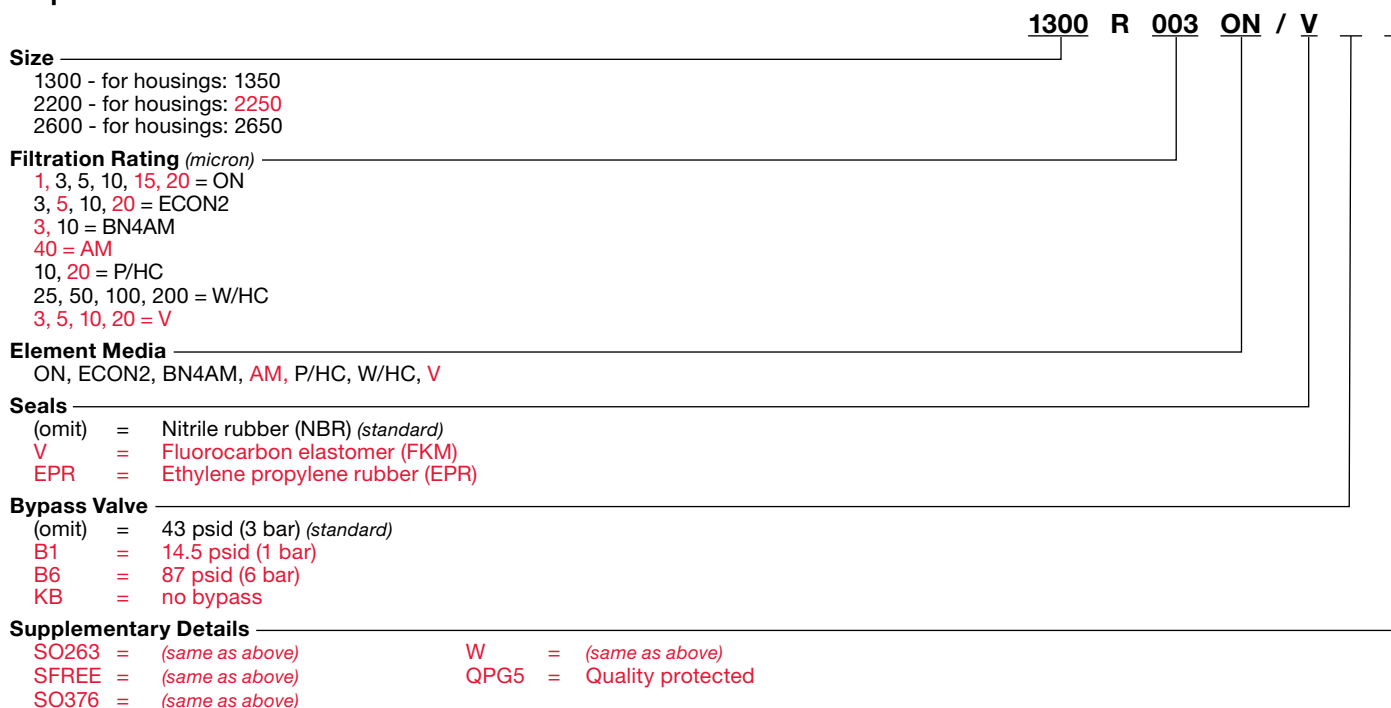 1300 R 003 ON / V
Size
1300 - for housings: 1350
2200 - for housings: 2250
2600 - for housings: 2650
Filtration Rating (micron)
1, 3, 5, 10, 15, 20 = ON
3, 5, 10, 20 = ECON2
3, 10 = BN4AM
40 = AM
10, 20 = P/HC
25, 50, 100, 200 = W/HC
3, 5, 10, 20 = V
Element Media
ON, ECON2, BN4AM, AM, P/HC, W/HC, V
Seals
(omit) = Nitrile rubber (NBR) (standard)
V = Fluorocarbon elastomer (FKM)
EPR = Ethylene propylene rubber (EPR)
Bypass Valve
(omit) = 43 psid (3 bar) (standard)
B1 = 14.5 psid (1 bar)
B6 = 87 psid (6 bar)
KB = no bypass
Supplementary Details
SO263 = (same as above) W = (same as above)
SFREE = (same as above) QPG5 = Quality protected
SO376 = (same as above)